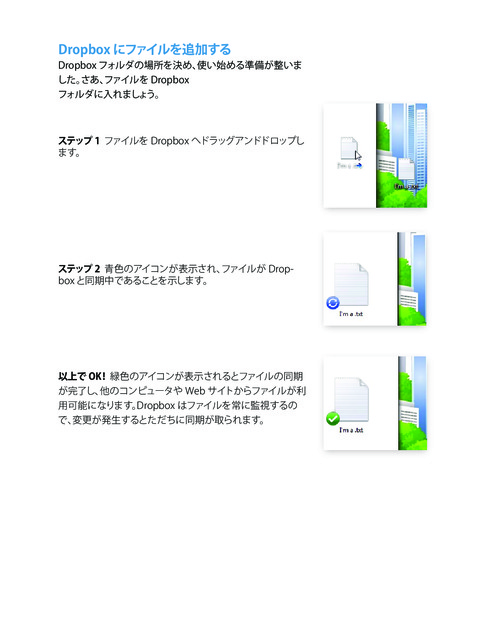 Dropbox にファイルを追加する
Dropbox フォルダの場所を決め、使い始める準備が整いま
した。さあ、ファイルを Dropbox
フォルダに入れましょう。
ステップ 1 ファイルを Dropbox へドラッグアンドドロップし
ます。
I'm a .txt
ステップ 2 青色のアイコンが表示され、ファイルが Drop-
box と同期中であることを示します。
I'm a .txt
以上で OK! 緑色のアイコンが表示されるとファイルの同期
が完了し、他のコンピュータや Web サイトからファイルが利
用可能になります。Dropbox はファイルを常に監視するの
で、変更が発生するとただちに同期が取られます。
I'm a .txt